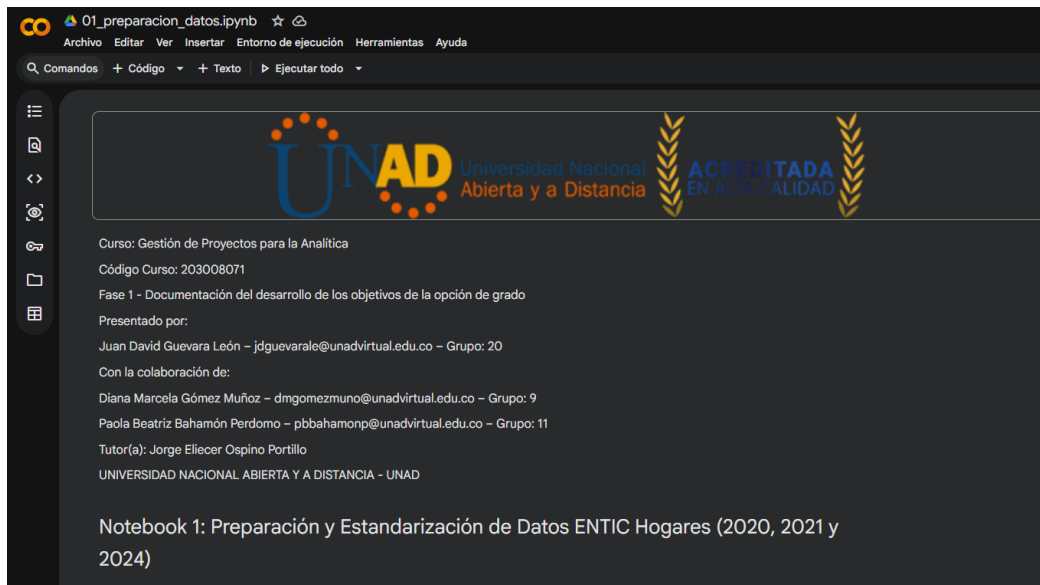 01_preparacion_datos.ipynb
Archivo Editar Ver Insertar Entorno de ejecución Herramientas Ayuda
Comandos + Código + Texto Ejecutar todo
UNAD Universidad Nacional
Abierta y a Distancia
ACREDITADA
EN ALTA CALIDAD
Curso: Gestión de Proyectos para la Analítica
Código Curso: 203008071
Fase 1 - Documentación del desarrollo de los objetivos de la opción de grado
Presentado por:
Juan David Guevara León – jdguevarale@unadvirtual.edu.co – Grupo: 20
Con la colaboración de:
Diana Marcela Gómez Muñoz – dmgomezmuno@unadvirtual.edu.co – Grupo: 9
Paola Beatriz Bahamón Perdomo – pbbahamonp@unadvirtual.edu.co – Grupo: 11
Tutor(a): Jorge Eliecer Ospino Portillo
UNIVERSIDAD NACIONAL ABIERTA Y A DISTANCIA - UNAD
Notebook 1: Preparación y Estandarización de Datos ENTIC Hogares (2020, 2021 y
2024)